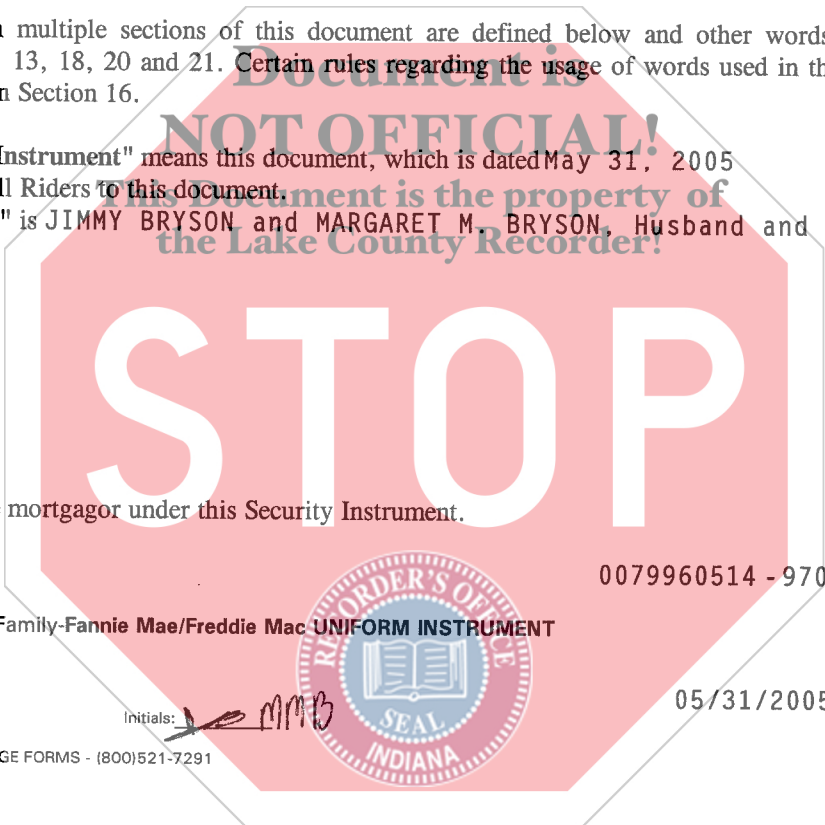 multiple sections of this document are defined below and other words
13, 18, 20 and 21. Certain rules regarding the usage of words used in
Section 16.
Document is
NOT OFFICIAL!
Instrument" means this document, which is dated May 31, 2005
Riders to this document.
This Document is the property of
the Lake County Recorder!
" is JIMMY BRYSON and MARGARET M. BRYSON, Husband and
STOP
mortgagor under this Security Instrument.
0079960514 - 970
Family-Fannie Mae/Freddie Mac UNIFORM INSTRUMENT
RECORDER'S OFFICE
SEAL
INDIANA
05/31/2005
Initials: MMB
GE FORMS - (800)521-7291